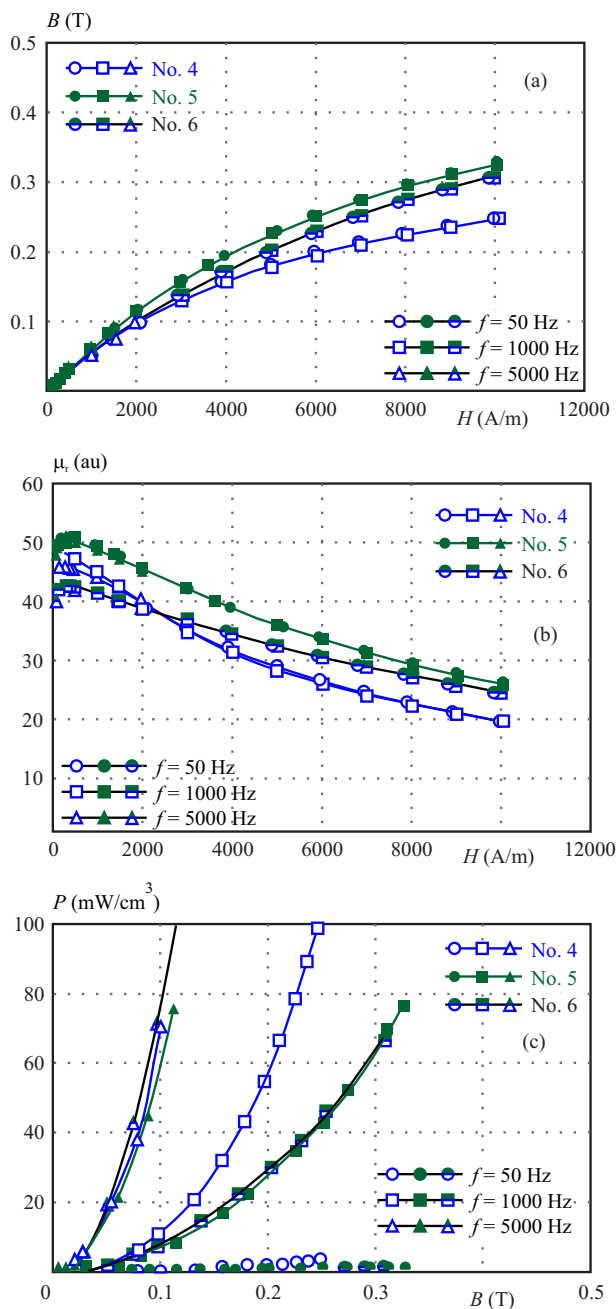 B (T)
0.5
0.4
0.3
0.2
0.1
No. 4
No. 5
No. 6
(a)
f = 50 Hz
f = 1000 Hz
f = 5000 Hz
0 2000 4000 6000 8000 10000 12000
H (A/m)
μr (au)
60
50
40
30
20
10
No. 4
No. 5
No. 6
(b)
f = 50 Hz
f = 1000 Hz
f = 5000 Hz
0 2000 4000 6000 8000 10000 12000
H (A/m)
P (mW/cm³)
100
80
60
40
20
No. 4
No. 5
No. 6
(c)
f = 50 Hz
f = 1000 Hz
f = 5000 Hz
0 0.1 0.2 0.3 0.4 0.5
B (T)